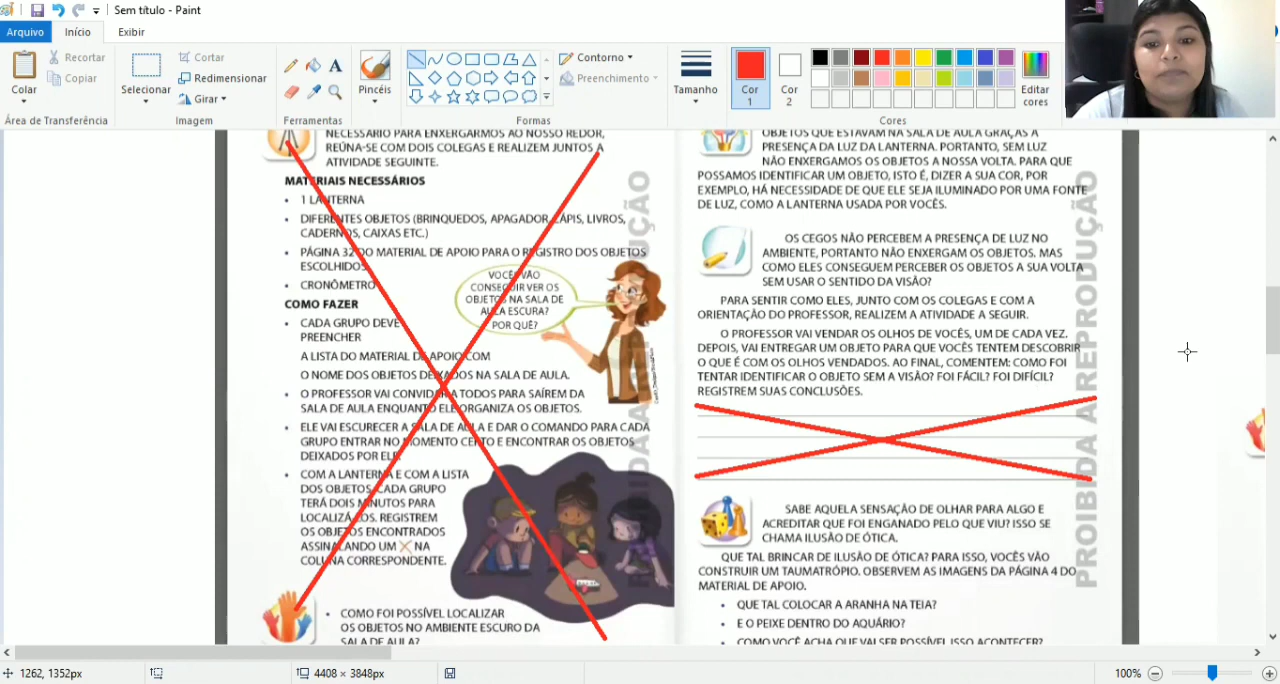 Sem título - Paint
Arquivo
Início
Exibir
Colar
Recortar
Copiar
Área de Transferência
Selecionar
Cortar
Redimensionar
Girar
Imagem
Ferramentas
Pincéis
Formas
Contorno
Preenchimento
Tamanho
Cor
1
Cor
2
Editar
cores
Cores
NECESSÁRIO PARA ENXERGARMOS AO NOSSO REDOR,
REÚNA-SE COM DOIS COLEGAS E REALIZEM JUNTOS A
ATIVIDADE SEGUINTE.
MATERIAIS NECESSÁRIOS
• 1 LANTERNA
• DIFERENTES OBJETOS (BRINQUEDOS, APAGADOR, LÁPIS, LIVROS,
CADERNOS, CAIXAS ETC.)
• PÁGINA 32 DO MATERIAL DE APOIO PARA O REGISTRO DOS OBJETOS
ESCOLHIDOS
• CRONÔMETRO
VOCÊS VÃO
CONSEGUIR VER OS
OBJETOS NA SALA DE
AULA ESCURA?
POR QUÊ?
COMO FAZER
• CADA GRUPO DEVE
PREENCHER
A LISTA DO MATERIAL DE APOIO COM
O NOME DOS OBJETOS DEIXADOS NA SALA DE AULA.
• O PROFESSOR VAI CONVIDAR A TODOS PARA SAÍREM DA
SALA DE AULA ENQUANTO ELE ORGANIZA OS OBJETOS.
• ELE VAI ESCURECER A SALA DE AULA E DAR O COMANDO PARA CADA
GRUPO ENTRAR NO MOMENTO CERTO E ENCONTRAR OS OBJETOS
DEIXADOS POR ELE.
• COM A LANTERNA E COM A LISTA
DOS OBJETOS, CADA GRUPO
TERÁ DOIS MINUTOS PARA
LOCALIZÁ-LOS. REGISTREM
OS OBJETOS ENCONTRADOS
ASSINALANDO UM X NA
COLUNA CORRESPONDENTE.
• COMO FOI POSSÍVEL LOCALIZAR
OS OBJETOS NO AMBIENTE ESCURO DA
SALA DE AULA?
OBJETOS QUE ESTAVAM NA SALA DE AULA GRAÇAS À
PRESENÇA DA LUZ DA LANTERNA. PORTANTO, SEM LUZ
NÃO ENXERGAMOS OS OBJETOS A NOSSA VOLTA. PARA QUE
POSSAMOS IDENTIFICAR UM OBJETO, ISTO É, DIZER A SUA COR, POR
EXEMPLO, HÁ NECESSIDADE DE QUE ELE SEJA ILUMINADO POR UMA FONTE
DE LUZ, COMO A LANTERNA USADA POR VOCÊS.
OS CEGOS NÃO PERCEBEM A PRESENÇA DE LUZ NO
AMBIENTE, PORTANTO NÃO ENXERGAM OS OBJETOS. MAS
COMO ELES CONSEGUEM PERCEBER OS OBJETOS A SUA VOLTA
SEM USAR O SENTIDO DA VISÃO?
PARA SENTIR COMO ELES, JUNTO COM OS COLEGAS E COM A
ORIENTAÇÃO DO PROFESSOR, REALIZEM A ATIVIDADE A SEGUIR.
O PROFESSOR VAI VENDAR OS OLHOS DE VOCÊS, UM DE CADA VEZ.
DEPOIS, VAI ENTREGAR UM OBJETO PARA QUE VOCÊS TENTEM DESCOBRIR
O QUE É COM OS OLHOS VENDADOS. AO FINAL, COMENTEM: COMO FOI
TENTAR IDENTIFICAR O OBJETO SEM A VISÃO? FOI FÁCIL? FOI DIFÍCIL?
REGISTREM SUAS CONCLUSÕES.
SABE AQUELA SENSAÇÃO DE OLHAR PARA ALGO E
ACREDITAR QUE FOI ENGANADO PELO QUE VIU? ISSO SE
CHAMA ILUSÃO DE ÓTICA.
QUE TAL BRINCAR DE ILUSÃO DE ÓTICA? PARA ISSO, VOCÊS VÃO
CONSTRUIR UM TAUMATRÓPIO. OBSERVEM AS IMAGENS DA PÁGINA 4 DO
MATERIAL DE APOIO.
• QUE TAL COLOCAR A ARANHA NA TEIA?
• E O PEIXE DENTRO DO AQUÁRIO?
• COMO VOCÊ ACHA QUE VAI SER POSSÍVEL ISSO ACONTECER?
PROIBIDA A REPRODUÇÃO
1262, 1352px
4408 × 3848px
100%